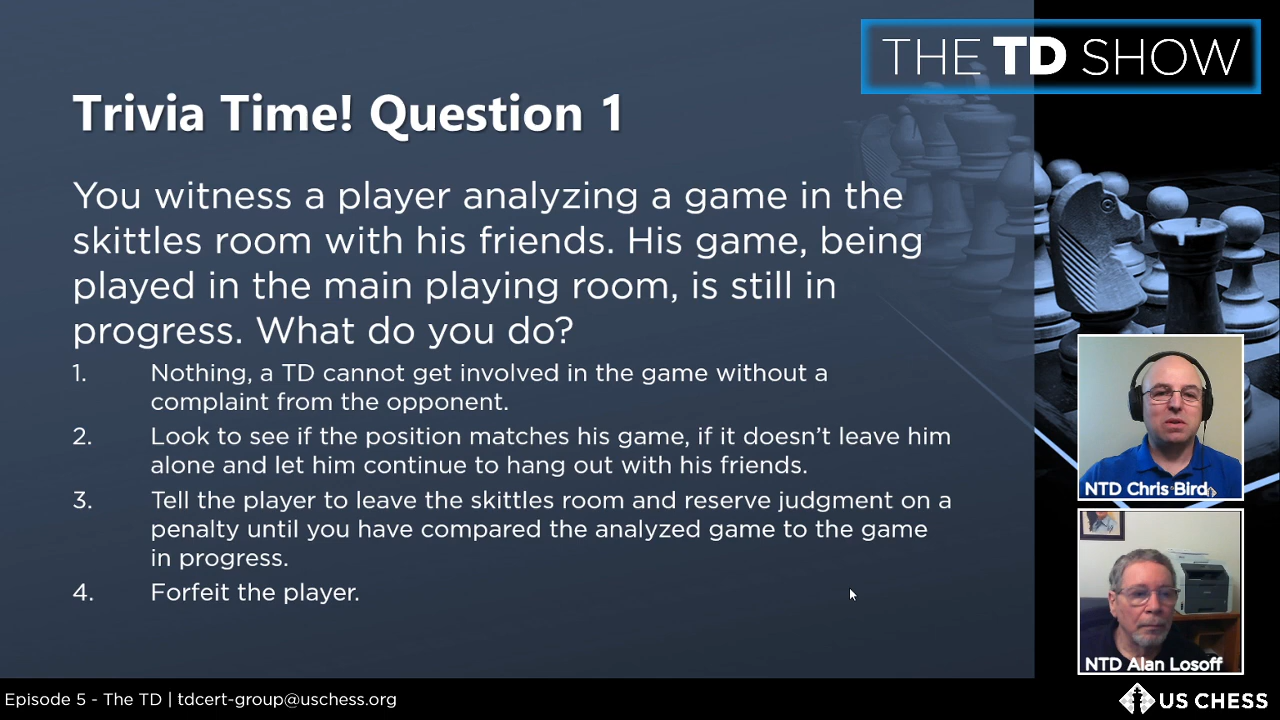 THE TD SHOW
Trivia Time! Question 1
You witness a player analyzing a game in the
skittles room with his friends. His game, being
played in the main playing room, is still in
progress. What do you do?
1. Nothing, a TD cannot get involved in the game without a
complaint from the opponent.
2. Look to see if the position matches his game, if it doesn’t leave him
alone and let him continue to hang out with his friends.
3. Tell the player to leave the skittles room and reserve judgment on a
penalty until you have compared the analyzed game to the game
in progress.
4. Forfeit the player.
NTD Chris Bird
NTD Alan Losoff
Episode 5 - The TD | tdcert-group@uschess.org
US CHESS